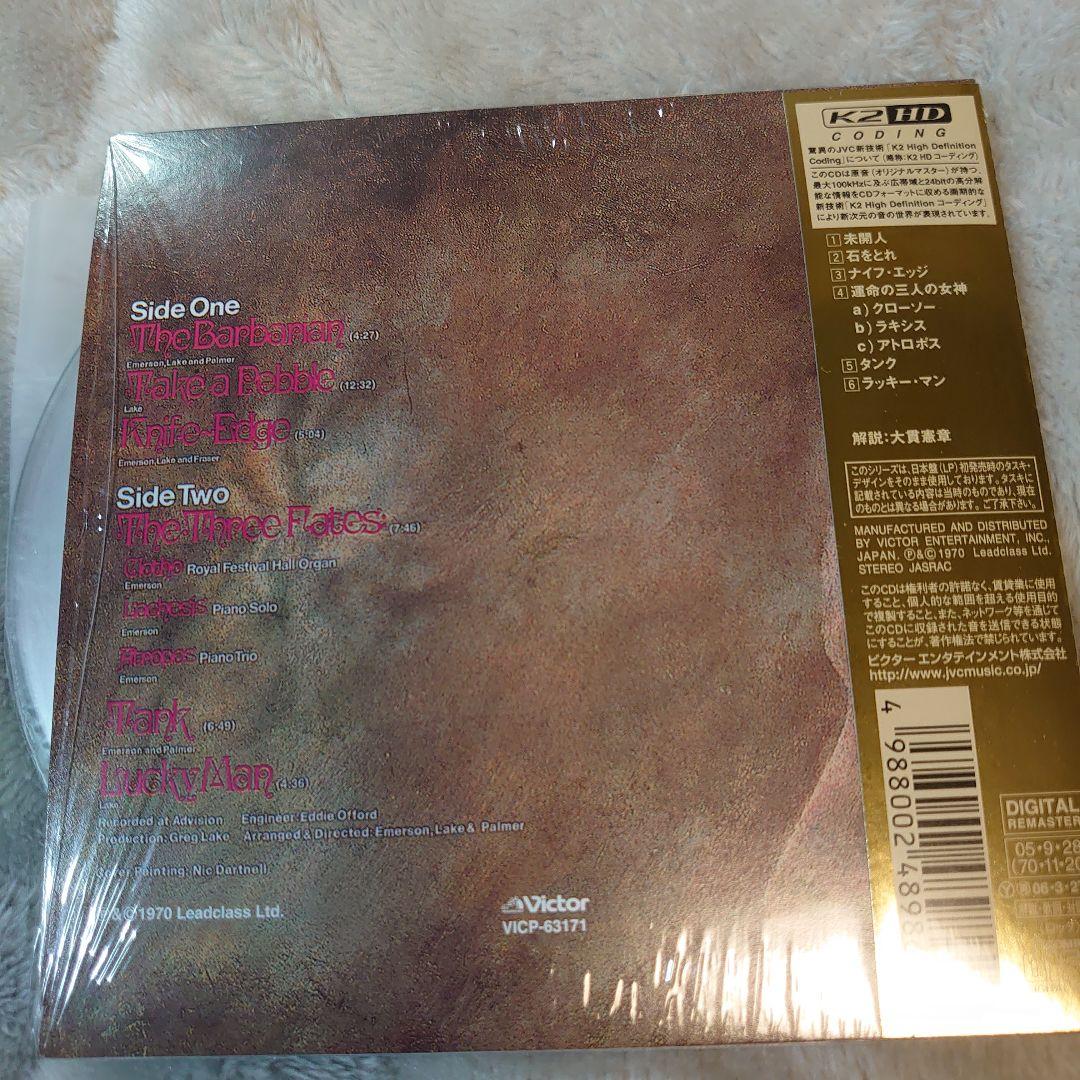 Side One
The Barbarian (4:27)
Emerson, Lake and Palmer
Take a Pebble (12:32)
Lake
Knife-Edge (5:04)
Emerson, Lake and Fraser
Side Two
The Three Fates: (7:46)
Clotho Royal Festival Hall Organ
Emerson
Lachesis Piano Solo
Emerson
Atropos Piano Trio
Emerson
Tank (6:49)
Emerson and Palmer
Lucky Man (4:36)
Lake
Recorded at Advision Engineer: Eddie Offord
Production: Greg Lake Arranged & Directed: Emerson, Lake & Palmer
Cover Painting: Nic Dartnell
℗&© 1970 Leadclass Ltd.
Victor
VICP-63171
K2 HD
CODING
驚異のJVC新技術「K2 High Definition
Coding」について(略称:K2 HD コーディング)
このCDは原音(オリジナルマスター)が持つ、
最大100kHzに及ぶ広帯域と24bitの高分解
能な情報をCDフォーマットに収める画期的な
新技術「K2 High Definition コーディング」
により新次元の音の世界が表現されています。
1 未開人
2 石をとれ
3 ナイフ・エッジ
4 運命の三人の女神
a)クローソー
b)ラキシス
c)アトロポス
5 タンク
6 ラッキー・マン
解説:大貫憲章
このシリーズは、日本盤(LP)初発売時のタスキ・
デザインをそのまま使用しております。タスキに
記載されている内容は当時のものであり、現在
のものとは異なる場合があります。ご了承下さい。
MANUFACTURED AND DISTRIBUTED
BY VICTOR ENTERTAINMENT, INC.,
JAPAN. ℗&© 1970 Leadclass Ltd.
STEREO JASRAC
このCDは権利者の許諾なく、賃貸業に使用
すること、個人的な範囲を超える使用目的
で複製すること、また、ネットワーク等を通じて
このCDに収録された音を送信できる状態
にすることが、著作権法で禁じられています。
ビクター エンタテインメント株式会社
http://www.jvcmusic.co.jp/
4 988002 4898
DIGITAL
REMASTER
05・9・28
(70・11・20
06・3・27